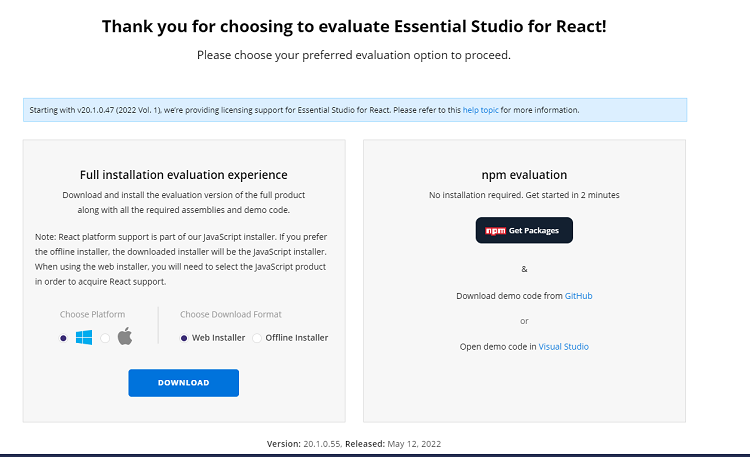 Thank you for choosing to evaluate Essential Studio for React!
Please choose your preferred evaluation option to proceed.
Starting with v20.1.0.47 (2022 Vol. 1), we're providing licensing support for Essential Studio for React. Please refer to this help topic for more information.
Full installation evaluation experience
Download and install the evaluation version of the full product
along with all the required assemblies and demo code.
Note: React platform support is part of our JavaScript installer. If you prefer
the offline installer, the downloaded installer will be the JavaScript installer.
When using the web installer, you will need to select the JavaScript product
in order to acquire React support.
Choose Platform
Choose Download Format
Web Installer
Offline Installer
DOWNLOAD
npm evaluation
No installation required. Get started in 2 minutes
npm Get Packages
&
Download demo code from GitHub
or
Open demo code in Visual Studio
Version: 20.1.0.55, Released: May 12, 2022